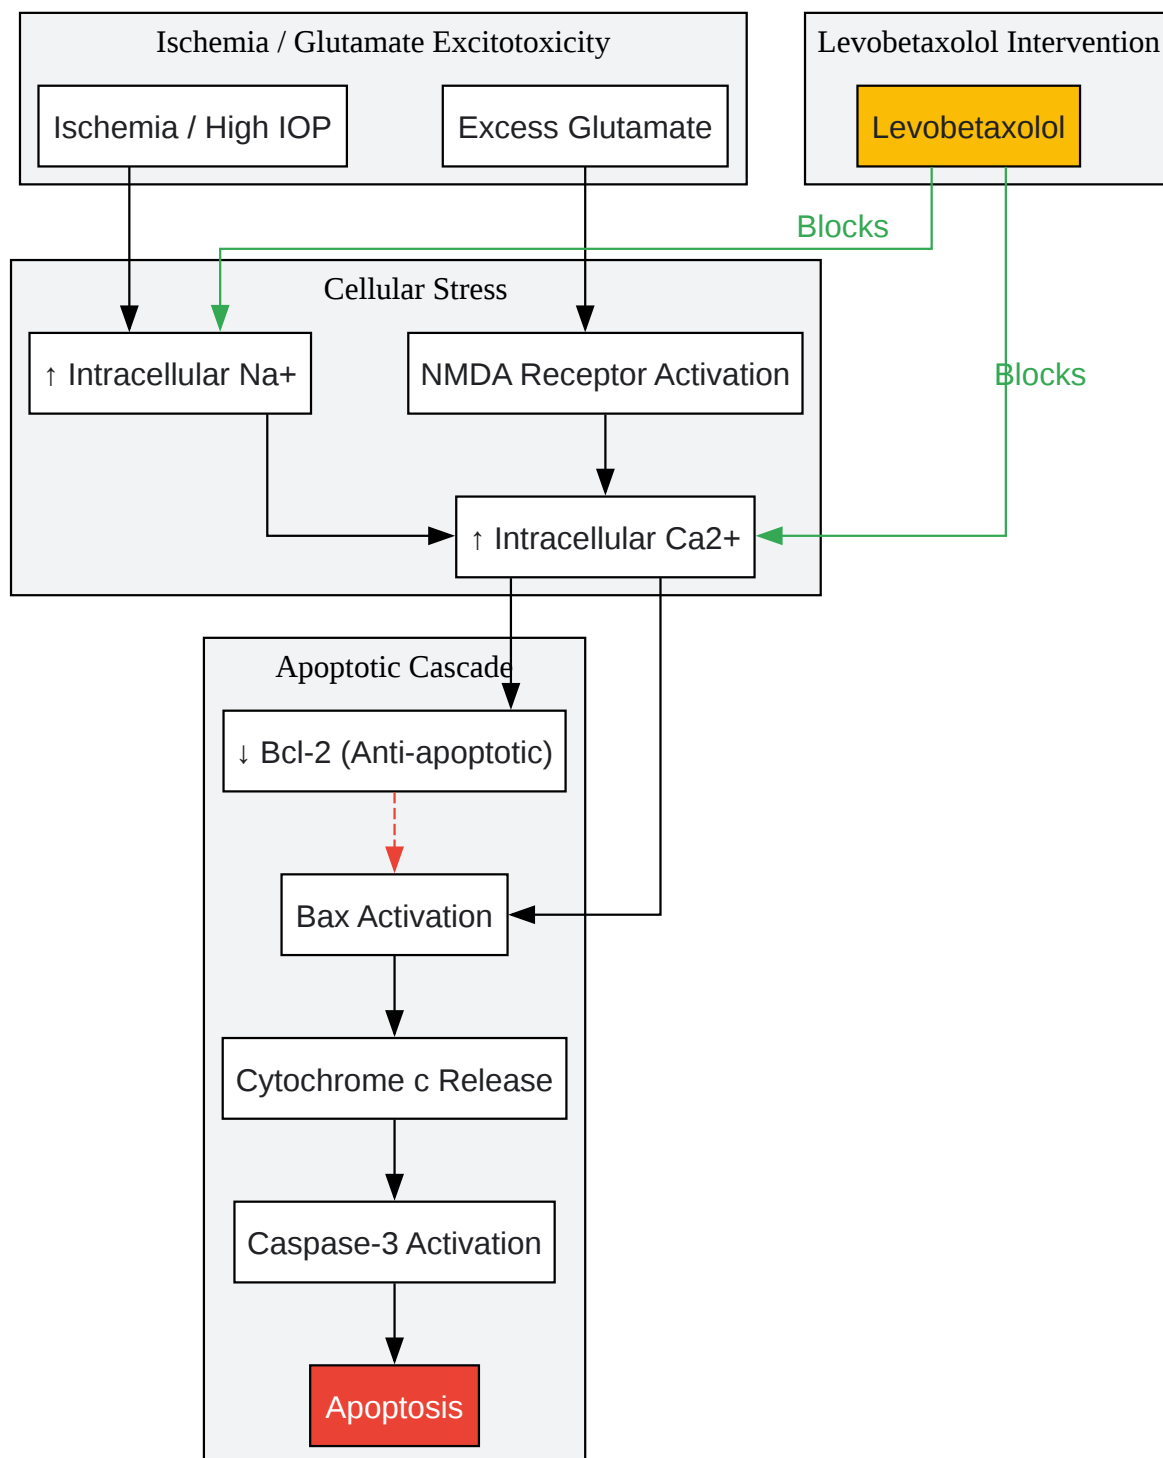 Ischemia / Glutamate Excitotoxicity
Levobetaxolol Intervention
Ischemia / High IOP
Excess Glutamate
Levobetaxolol
Blocks
Cellular Stress
↑ Intracellular Na+
NMDA Receptor Activation
Blocks
↑ Intracellular Ca2+
Apoptotic Cascade
↓ Bcl-2 (Anti-apoptotic)
Bax Activation
Cytochrome c Release
Caspase-3 Activation
Apoptosis